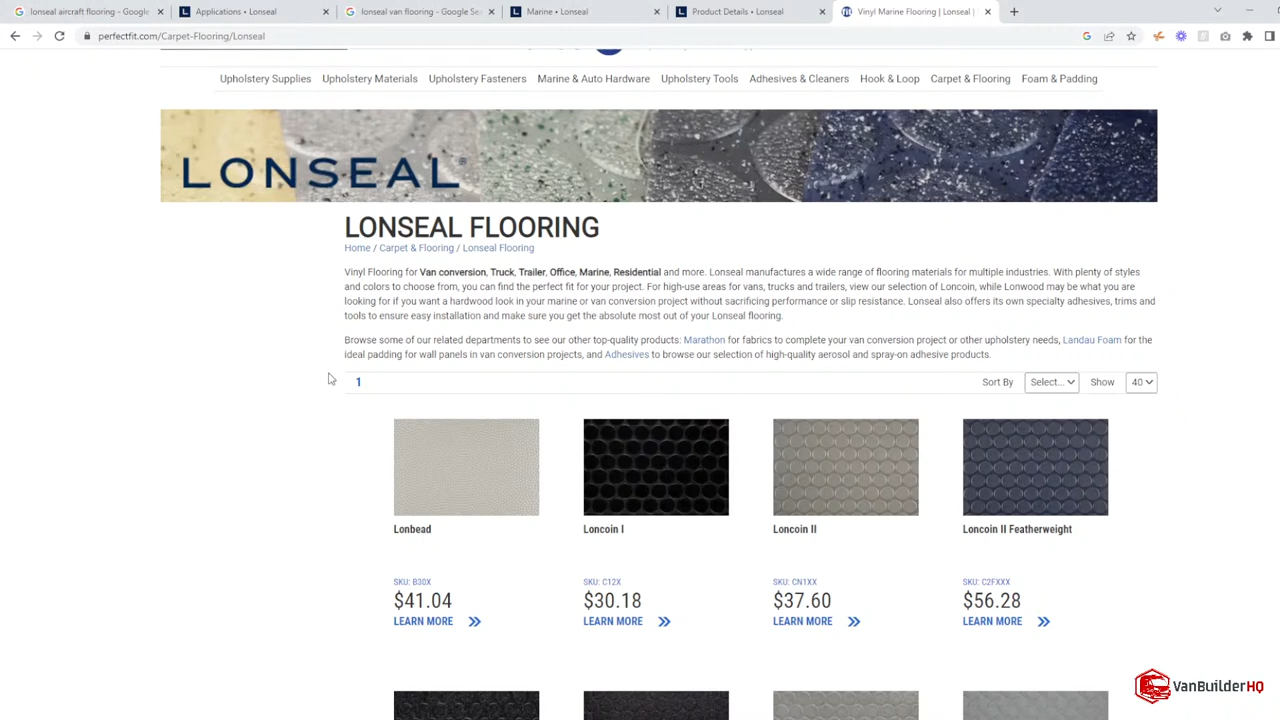 lonseal aircraft flooring - Google
Applications • Lonseal
lonseal van flooring - Google Se
Marine • Lonseal
Product Details • Lonseal
Vinyl Marine Flooring | Lonseal |
perfectfit.com/Carpet-Flooring/Lonseal
Upholstery Supplies Upholstery Materials Upholstery Fasteners Marine & Auto Hardware Upholstery Tools Adhesives & Cleaners Hook & Loop Carpet & Flooring Foam & Padding
LONSEAL®
LONSEAL FLOORING
Home / Carpet & Flooring / Lonseal Flooring
Vinyl Flooring for Van conversion, Truck, Trailer, Office, Marine, Residential and more. Lonseal manufactures a wide range of flooring materials for multiple industries. With plenty of styles
and colors to choose from, you can find the perfect fit for your project. For high-use areas for vans, trucks and trailers, view our selection of Loncoin, while Lonwood may be what you are
looking for if you want a hardwood look in your marine or van conversion project without sacrificing performance or slip resistance. Lonseal also offers its own specialty adhesives, trims and
tools to ensure easy installation and make sure you get the absolute most out of your Lonseal flooring.
Browse some of our related departments to see our other top-quality products: Marathon for fabrics to complete your van conversion project or other upholstery needs, Landau Foam for the
ideal padding for wall panels in van conversion projects, and Adhesives to browse our selection of high-quality aerosol and spray-on adhesive products.
1 Sort By Select... Show 40
Lonbead Loncoin I Loncoin II Loncoin II Featherweight
SKU: B30X SKU: C12X SKU: CN1XX SKU: C2FXXX
$41.04 $30.18 $37.60 $56.28
LEARN MORE LEARN MORE LEARN MORE LEARN MORE
VanBuilderHQ